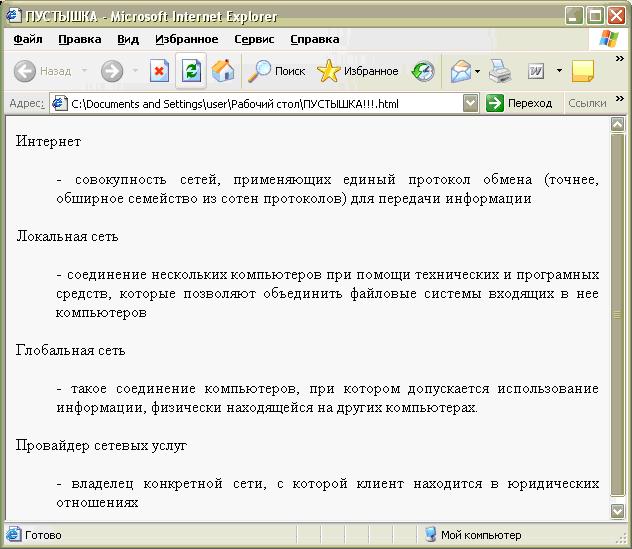 ПУСТЫШКА - Microsoft Internet Explorer
Файл Правка Вид Избранное Сервис Справка
Назад Поиск Избранное
Адрес: C:\Documents and Settings\user\Рабочий стол\ПУСТЫШКА!!!.html Переход Ссылки
Интернет
- совокупность сетей, применяющих единый протокол обмена (точнее,
обширное семейство из сотен протоколов) для передачи информации
Локальная сеть
- соединение нескольких компьютеров при помощи технических и програмных
средств, которые позволяют объединить файловые системы входящих в нее
компьютеров
Глобальная сеть
- такое соединение компьютеров, при котором допускается использование
информации, физически находящейся на других компьютерах.
Провайдер сетевых услуг
- владелец конкретной сети, с которой клиент находится в юридических
отношениях
Готово Мой компьютер